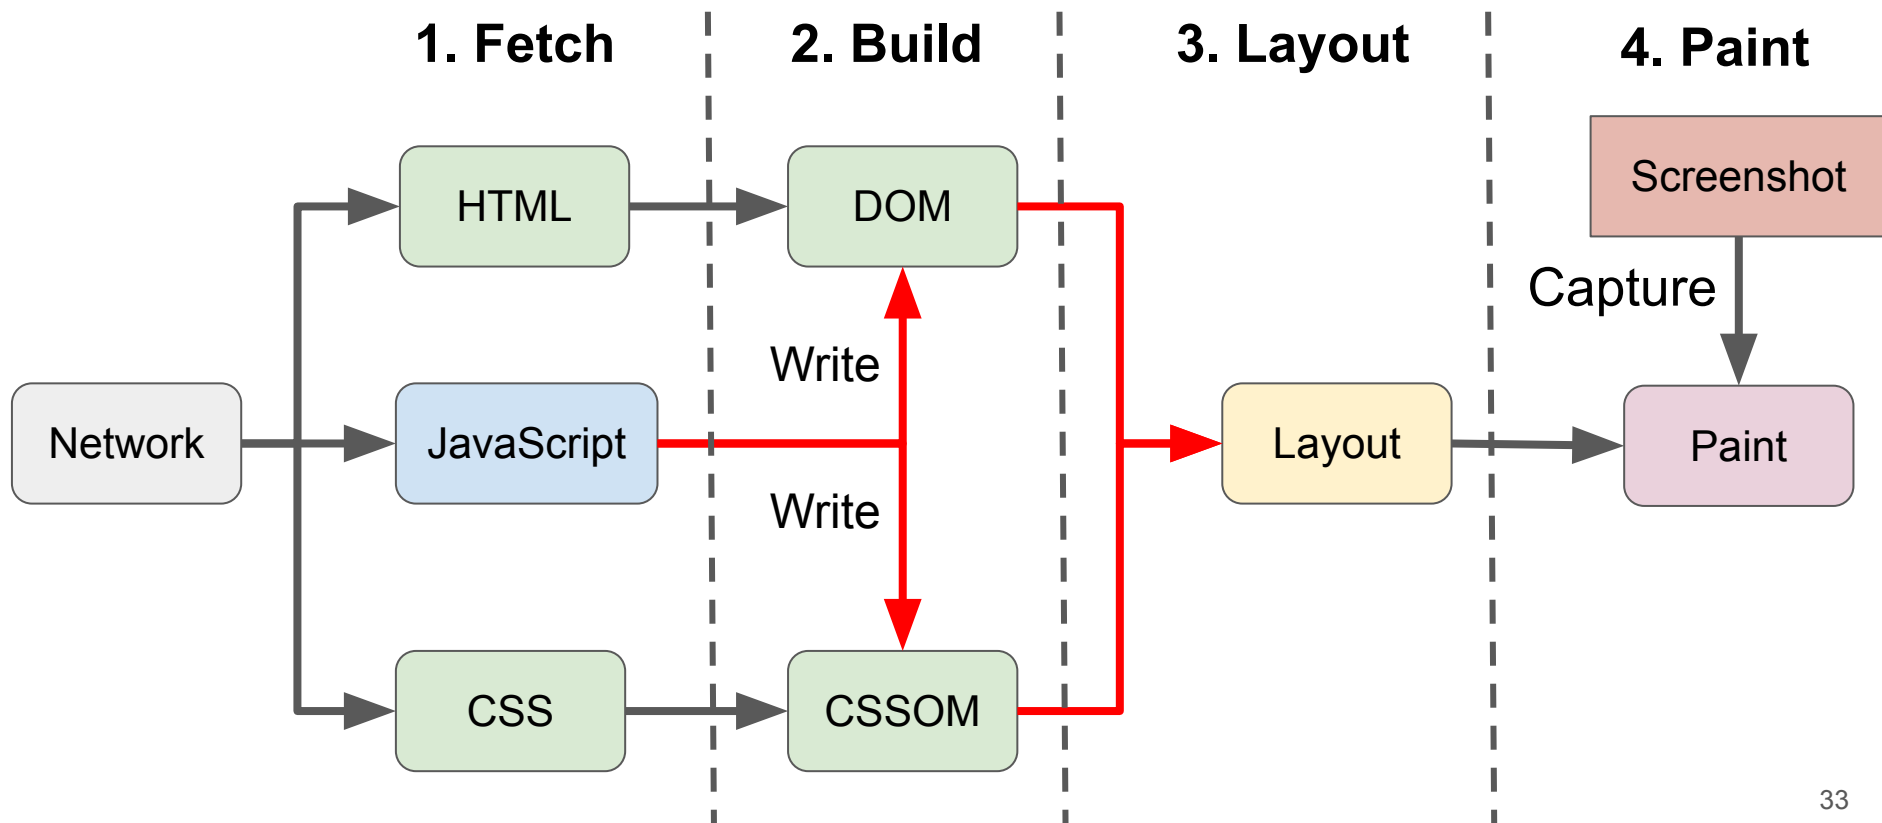 1. Fetch
2. Build
3. Layout
4. Paint
Screenshot
HTML
DOM
Capture
Write
Network
JavaScript
Layout
Paint
Write
CSS
CSSOM
33